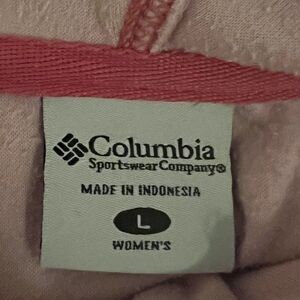 Columbia
Sportswear Company®
MADE IN INDONESIA
L
WOMEN'S